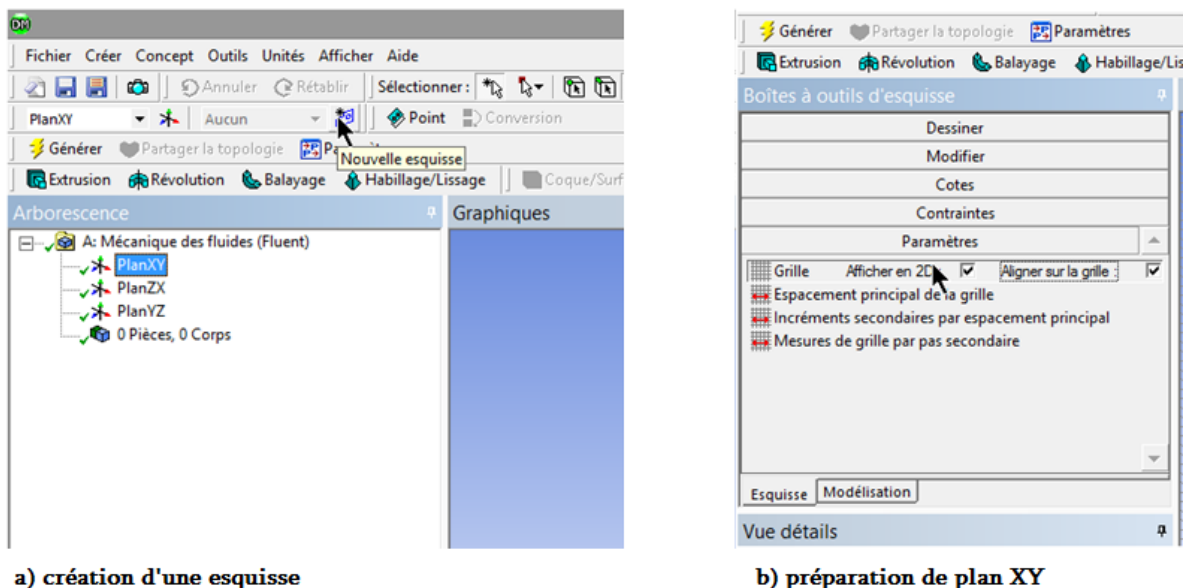 DM
Fichier Créer Concept Outils Unités Afficher Aide
Annuler Rétablir Sélectionner :
PlanXY Aucun Point Conversion
Générer Partager la topologie
Nouvelle esquisse
Extrusion Révolution Balayage Habillage/Lissage Coque/Surf
Arborescence Graphiques
A: Mécanique des fluides (Fluent)
PlanXY
PlanZX
PlanYZ
0 Pièces, 0 Corps
a) création d'une esquisse
Générer Partager la topologie Paramètres
Extrusion Révolution Balayage Habillage/Lis
Boîtes à outils d'esquisse
Dessiner
Modifier
Cotes
Contraintes
Paramètres
Grille Afficher en 2D Aligner sur la grille :
Espacement principal de la grille
Incréments secondaires par espacement principal
Mesures de grille par pas secondaire
Esquisse Modélisation
Vue détails
b) préparation de plan XY